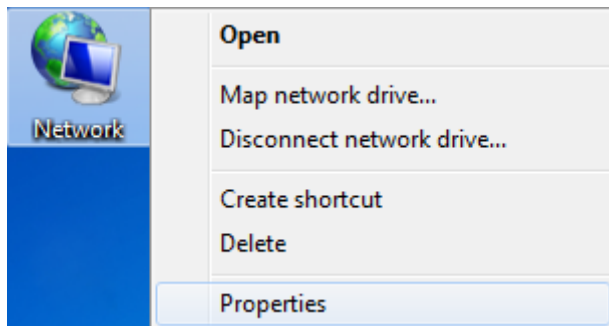 Network
Open
Map network drive...
Disconnect network drive...
Create shortcut
Delete
Properties